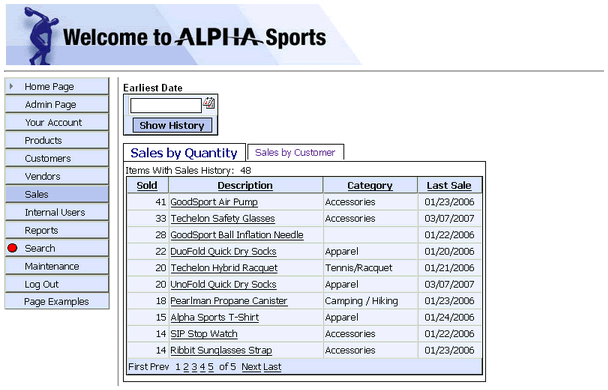 Welcome to ALPHA Sports
Home Page
Admin Page
Your Account
Products
Customers
Vendors
Sales
Internal Users
Reports
Search
Maintenance
Log Out
Page Examples
Earliest Date
Show History
Sales by Quantity Sales by Customer
Items With Sales History: 48
Sold Description Category Last Sale
41 GoodSport Air Pump Accessories 01/23/2006
33 Techelon Safety Glasses Accessories 03/07/2007
28 GoodSport Ball Inflation Needle 01/22/2006
22 DuoFold Quick Dry Socks Apparel 01/20/2006
20 Techelon Hybrid Racquet Tennis/Racquet 01/21/2006
20 UnoFold Quick Dry Socks Apparel 03/07/2007
18 Pearlman Propane Canister Camping / Hiking 01/23/2006
15 Alpha Sports T-Shirt Apparel 01/24/2006
14 SIP Stop Watch Accessories 01/22/2006
14 Ribbit Sunglasses Strap Accessories 01/23/2006
First Prev 1 2 3 4 5 of 5 Next Last